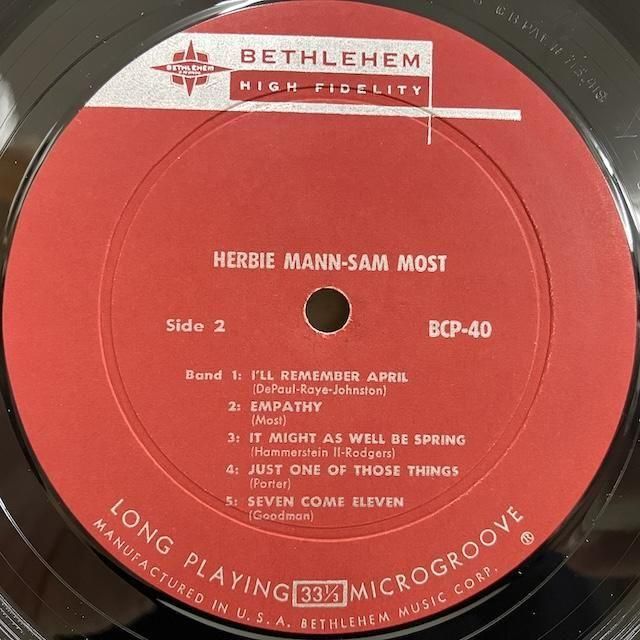 BETHLEHEM
BETHLEHEM
HIGH FIDELITY
HERBIE MANN-SAM MOST
Side 2
BCP-40
Band 1: I'LL REMEMBER APRIL
(DePaul-Raye-Johnston)
2: EMPATHY
(Most)
3: IT MIGHT AS WELL BE SPRING
(Hammerstein II-Rodgers)
4: JUST ONE OF THOSE THINGS
(Porter)
5: SEVEN COME ELEVEN
(Goodman)
LONG PLAYING 33⅓ MICROGROOVE
MANUFACTURED IN U. S. A. BETHLEHEM MUSIC CORP.
®